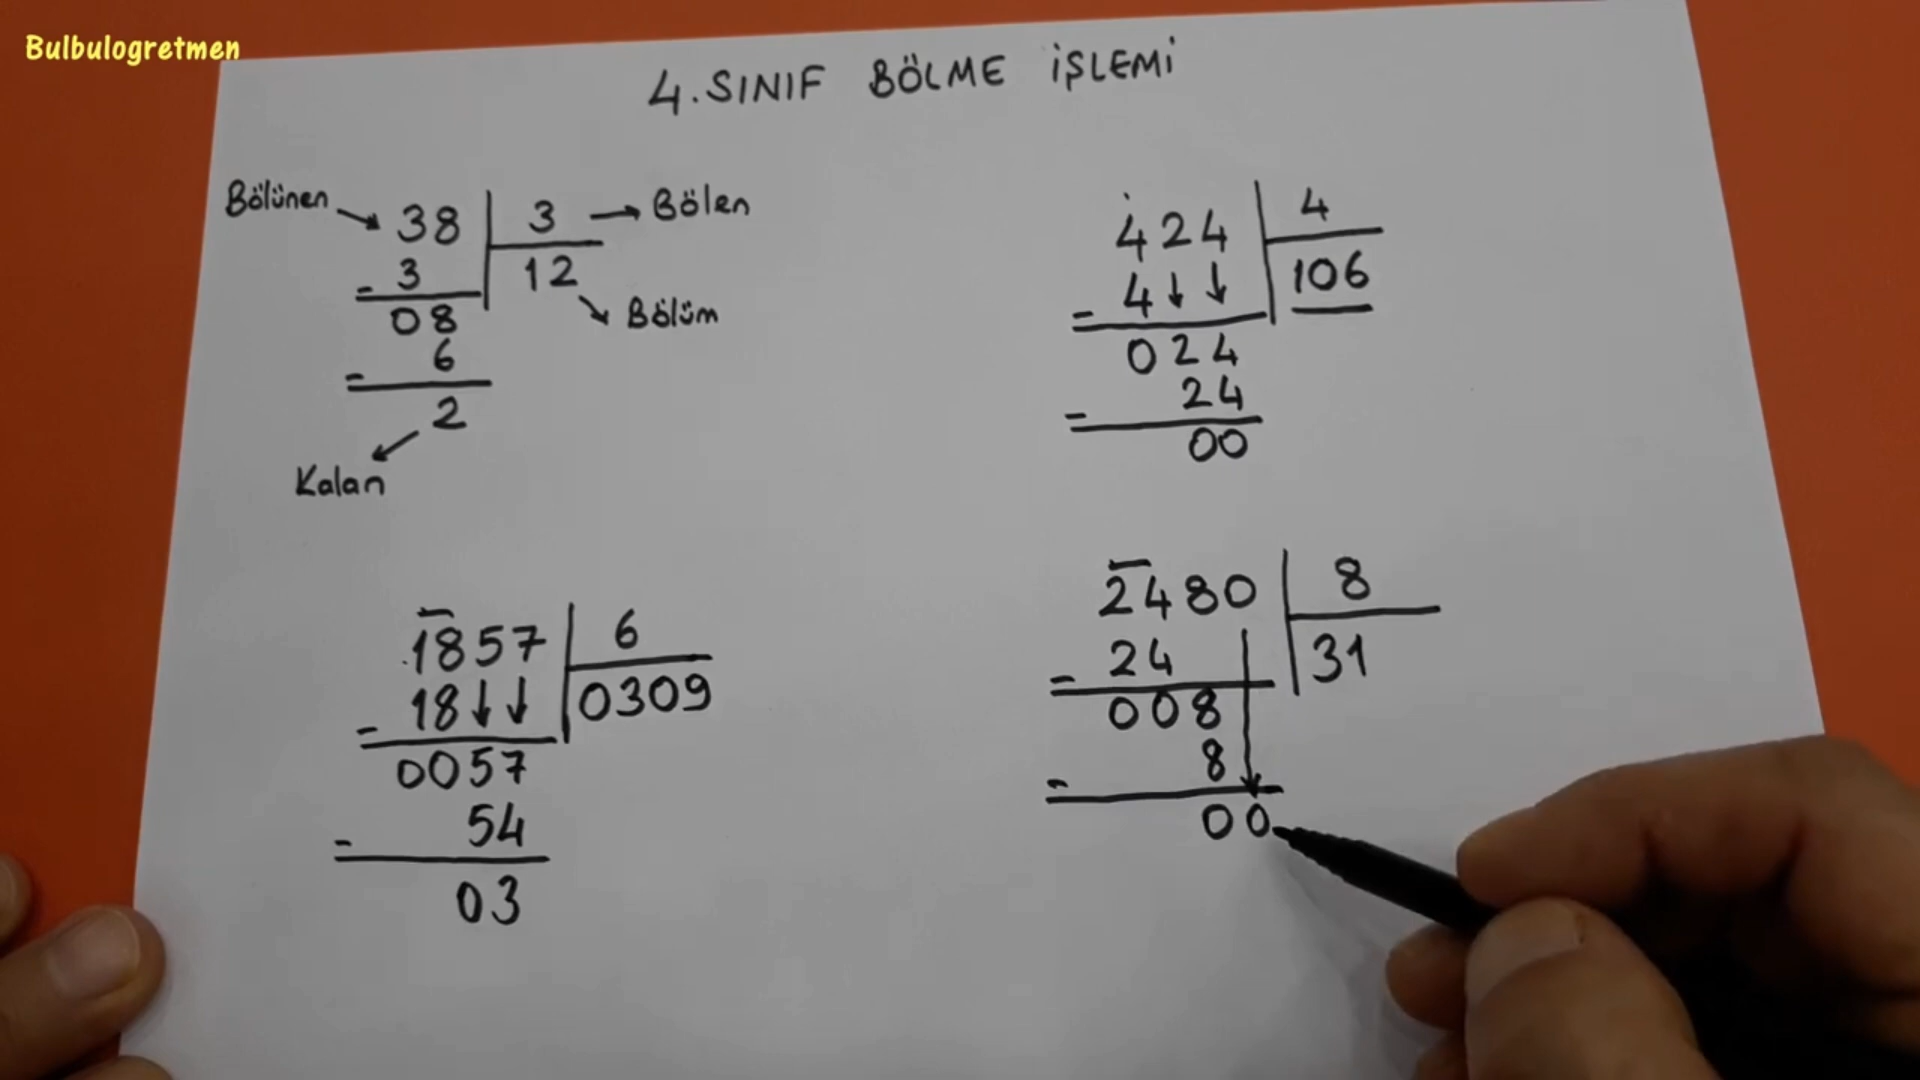 Bulbulogretmen
4. SINIF BÖLME İŞLEMİ
Bölünen → 38 3 → Bölen
- 3 12
08 → Bölüm
- 6
2
Kalan
424 4
- 4 ↓ ↓ 106
024
- 24
00
1857 6
- 18 ↓ ↓ 0309
0057
- 54
03
2480 8
- 24 31
008
- 8
00